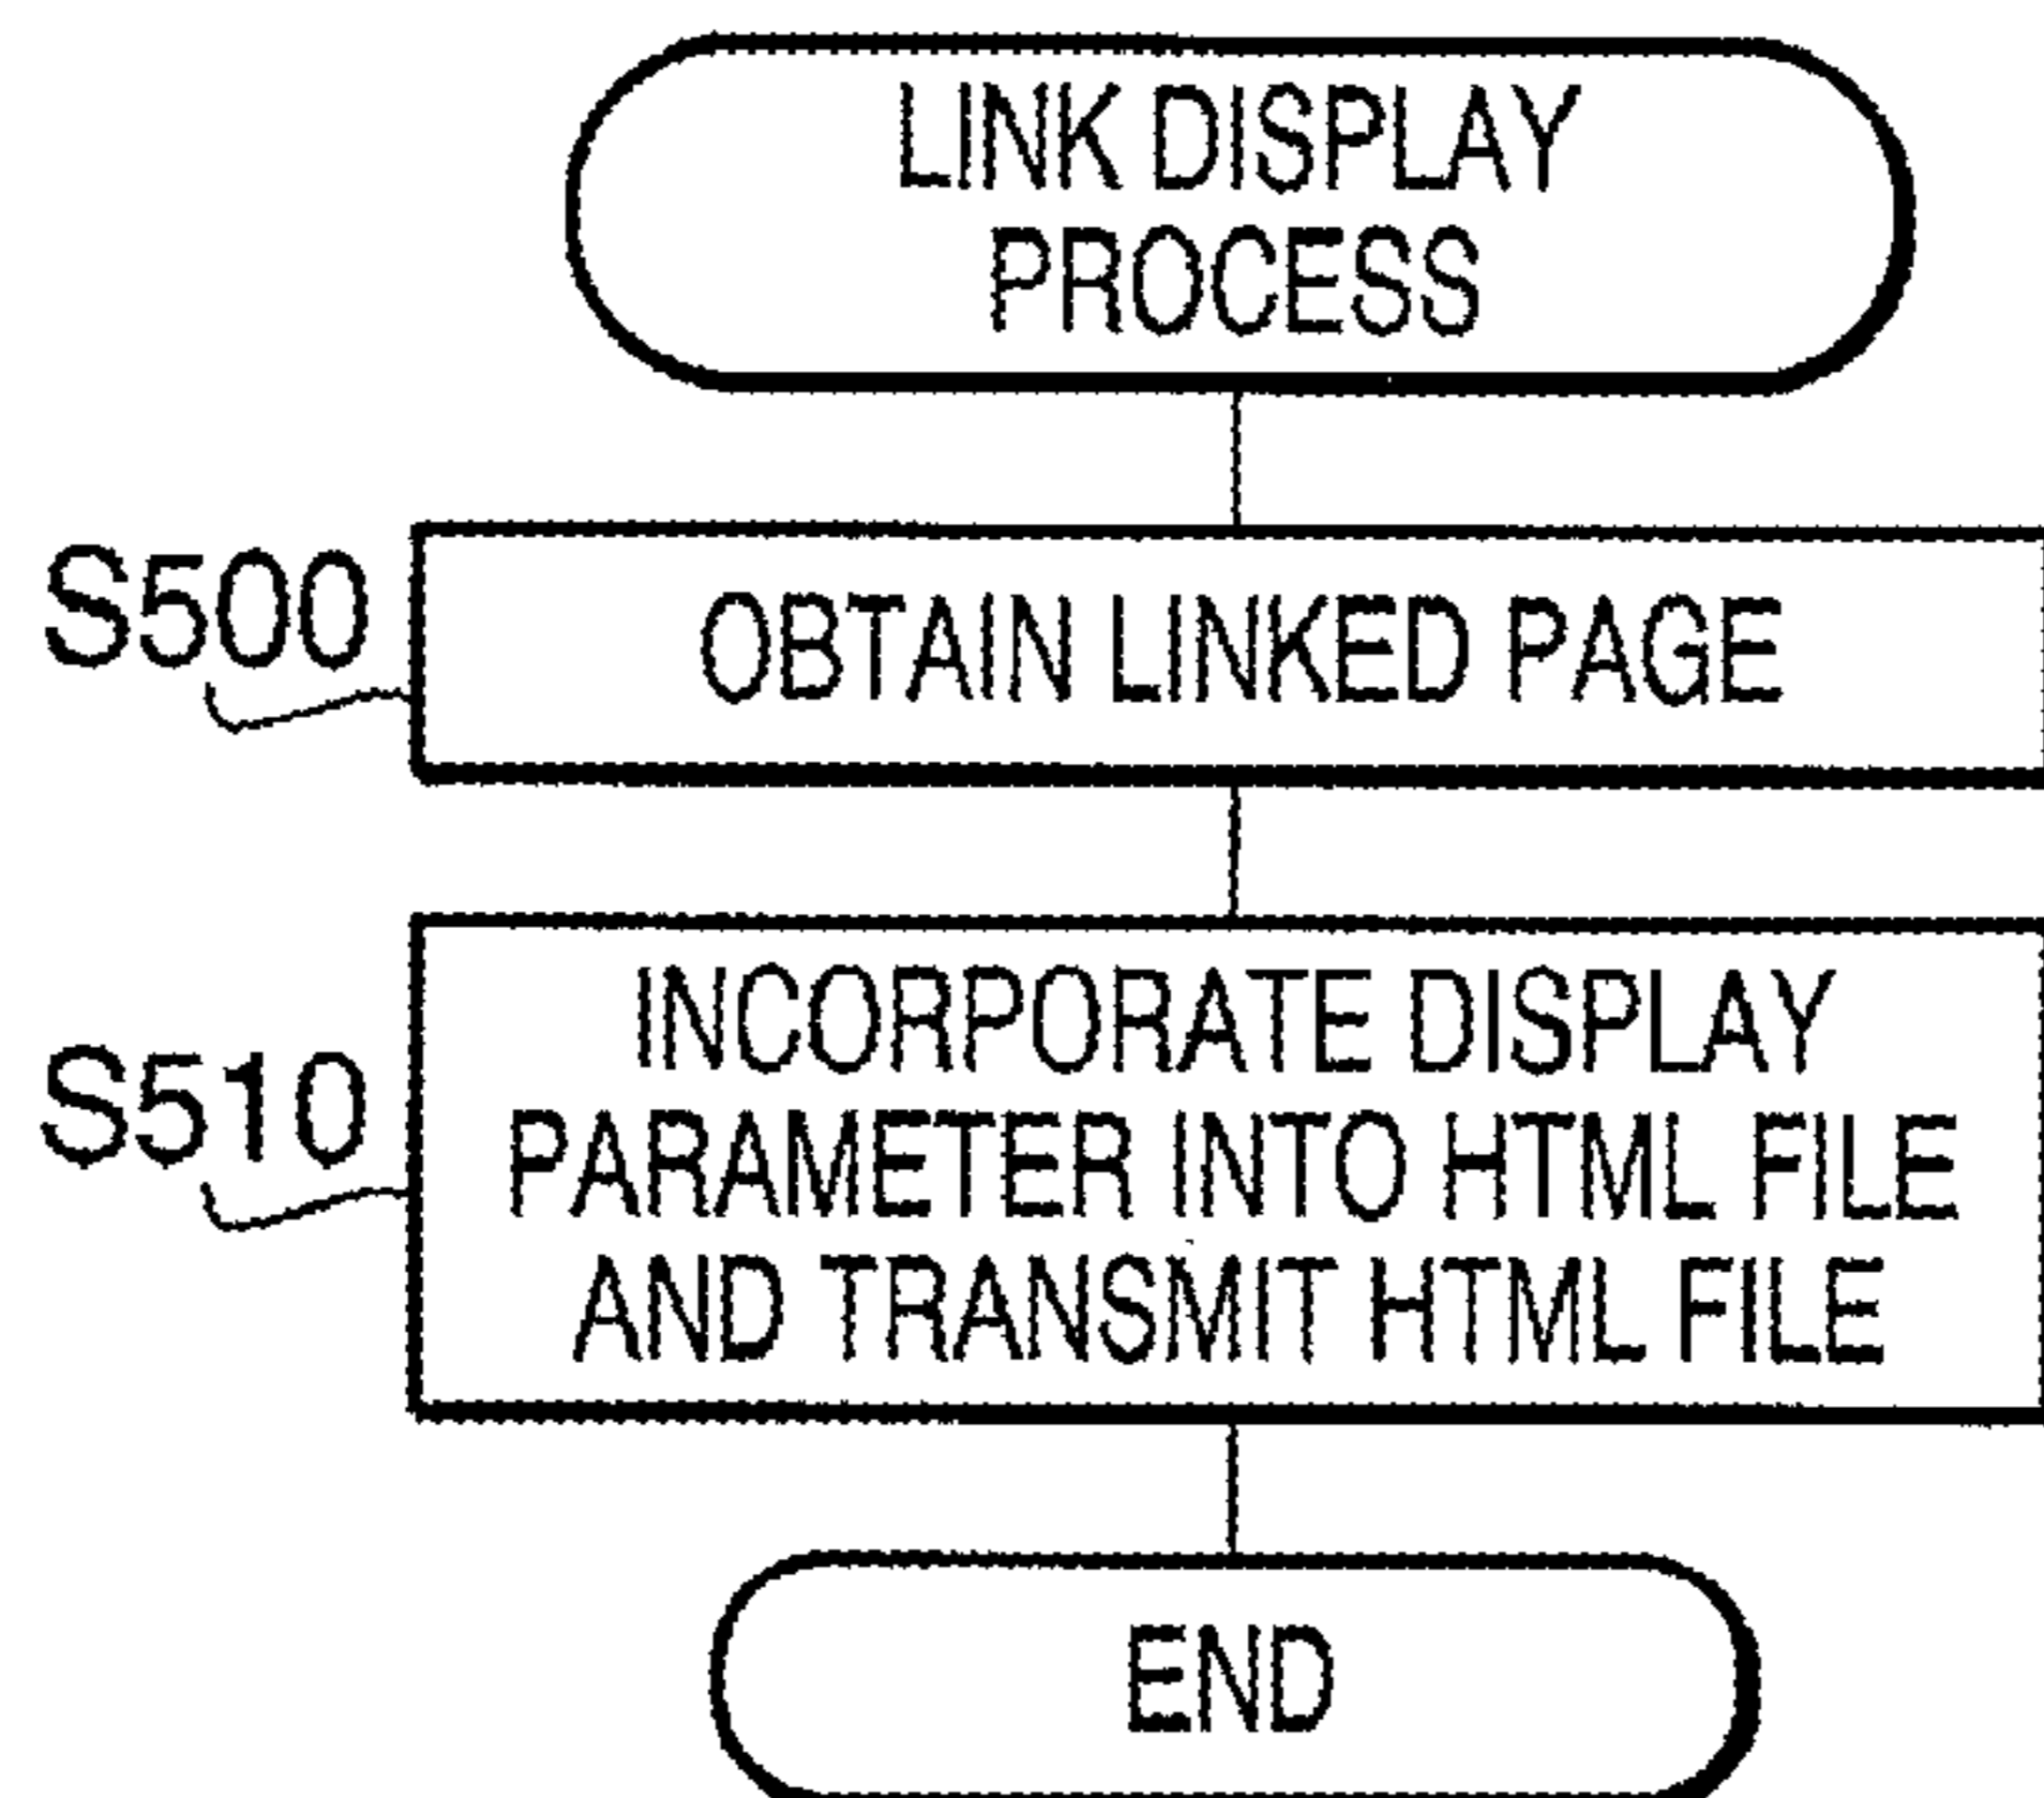 LINK DISPLAY
PROCESS
S500
OBTAIN LINKED PAGE
S510
INCORPORATE DISPLAY
PARAMETER INTO HTML FILE
AND TRANSMIT HTML FILE
END